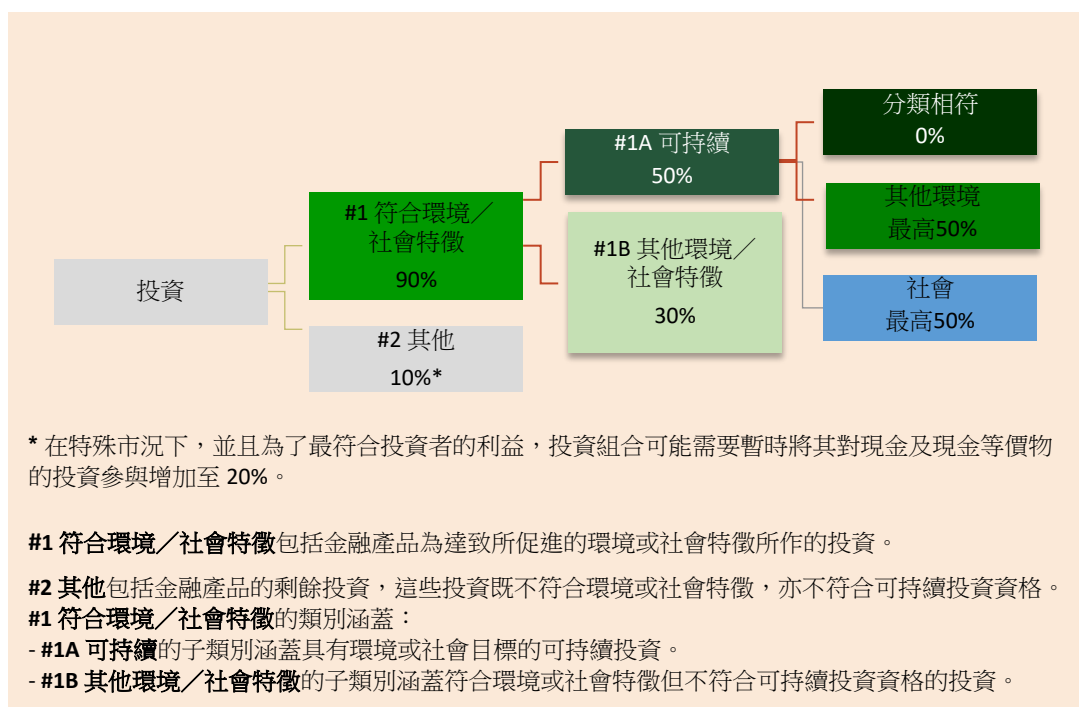 投資
#1 符合環境／
社會特徵
90%
#2 其他
10%*
#1A 可持續
50%
#1B 其他環境／
社會特徵
30%
分類相符
0%
其他環境
最高50%
社會
最高50%
* 在特殊市況下，並且為了最符合投資者的利益，投資組合可能需要暫時將其對現金及現金等價物
的投資參與增加至 20%。
#1 符合環境／社會特徵包括金融產品為達致所促進的環境或社會特徵所作的投資。
#2 其他包括金融產品的剩餘投資，這些投資既不符合環境或社會特徵，亦不符合可持續投資資格。
#1 符合環境／社會特徵的類別涵蓋：
- #1A 可持續的子類別涵蓋具有環境或社會目標的可持續投資。
- #1B 其他環境／社會特徵的子類別涵蓋符合環境或社會特徵但不符合可持續投資資格的投資。